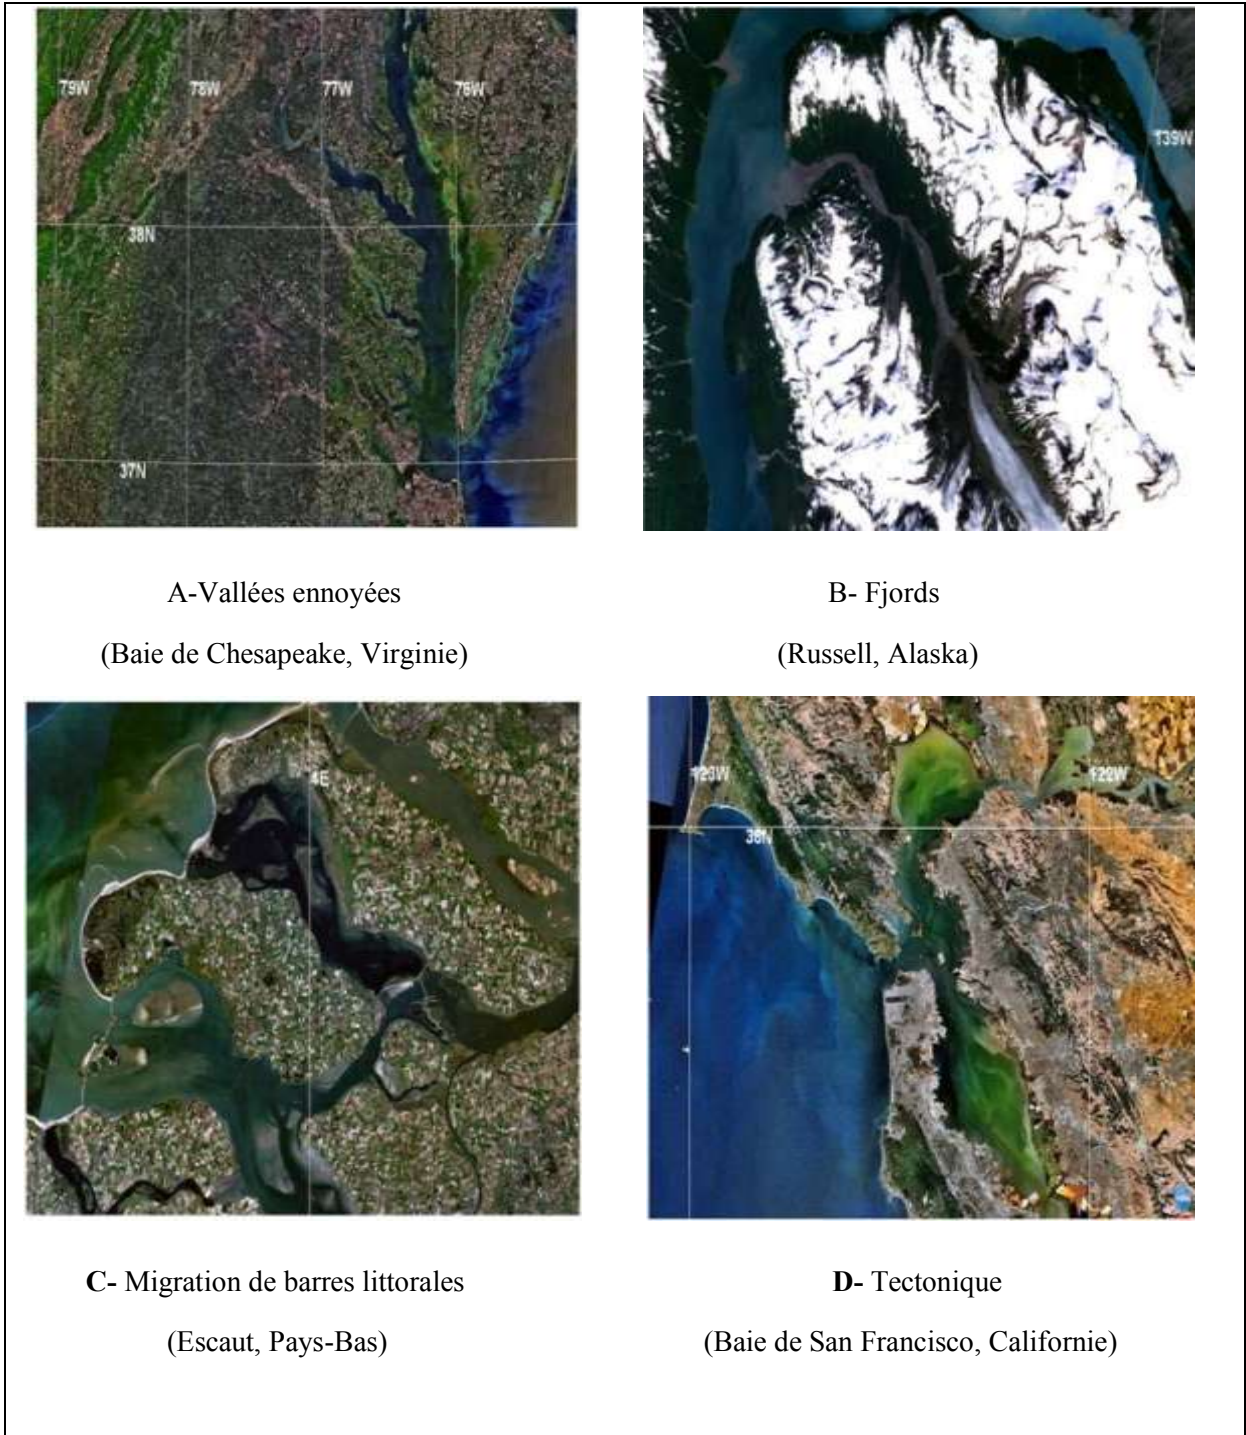 79W
78W
77W
76W
38N
37N
139W
A-Vallées ennoyées
(Baie de Chesapeake, Virginie)
B- Fjords
(Russell, Alaska)
4E
123W
122W
38N
C- Migration de barres littorales
(Escaut, Pays-Bas)
D- Tectonique
(Baie de San Francisco, Californie)